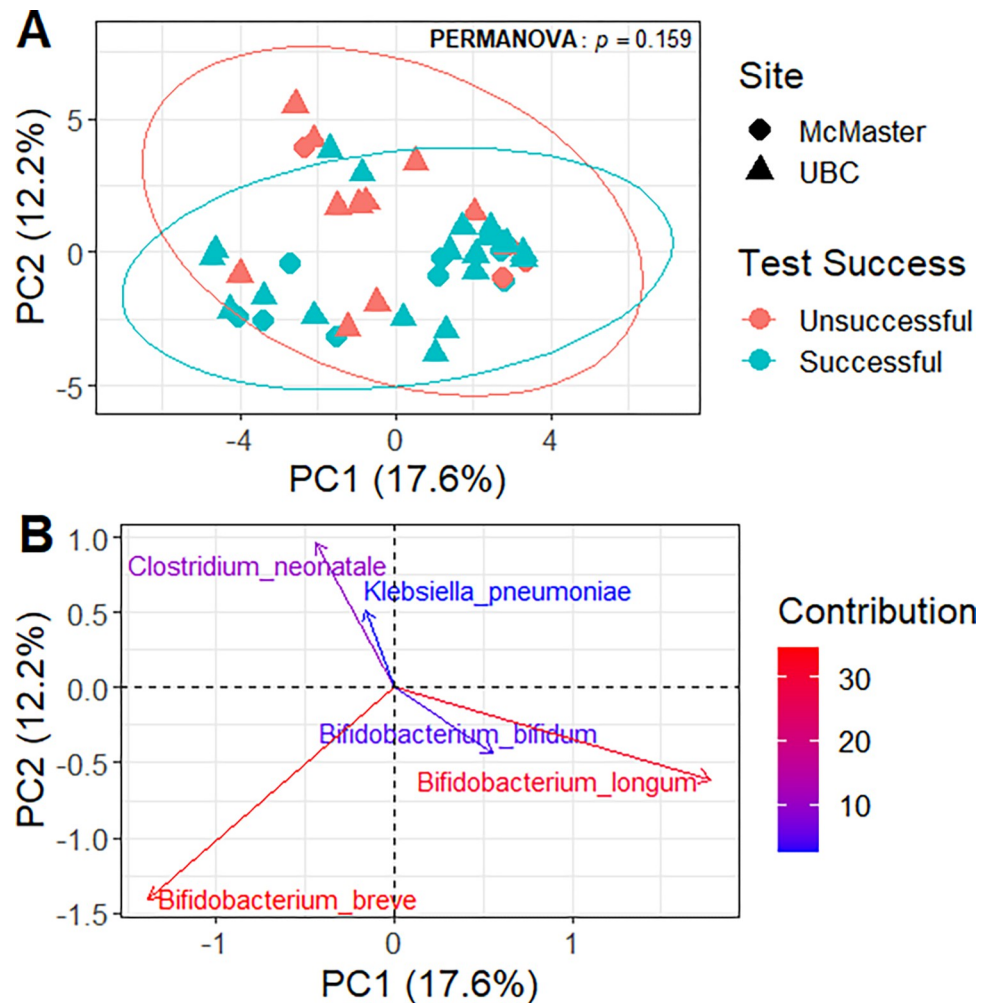 A
PERMANOVA: p = 0.159
PC2 (12.2%)
5
0
-5
-4
0
4
PC1 (17.6%)
Site
McMaster
UBC
Test Success
Unsuccessful
Successful
B
PC2 (12.2%)
1.0
0.5
0.0
-0.5
-1.0
-1.5
Clostridium_neonatale
Klebsiella_pneumoniae
Bifidobacterium_bifidum
Bifidobacterium_longum
Bifidobacterium_breve
-1
0
1
PC1 (17.6%)
Contribution
30
20
10